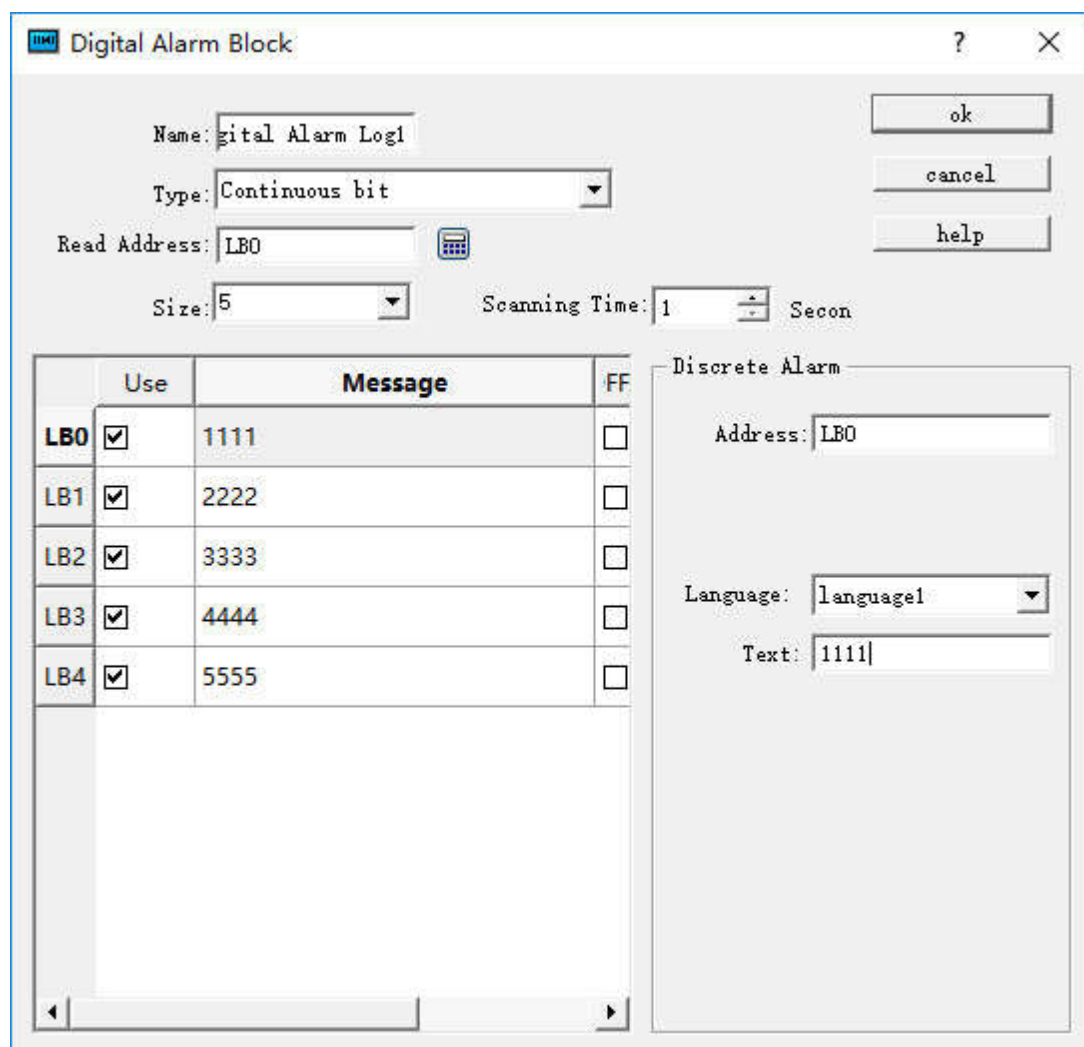 Digital Alarm Block ?
Name: gital Alarm Log1
ok
Type: Continuous bit
cancel
Read Address: LB0
help
Size: 5
Scanning Time: 1 Secon
Use Message FF
LB0 1111
LB1 2222
LB2 3333
LB3 4444
LB4 5555
Discrete Alarm
Address: LB0
Language: language1
Text: 1111